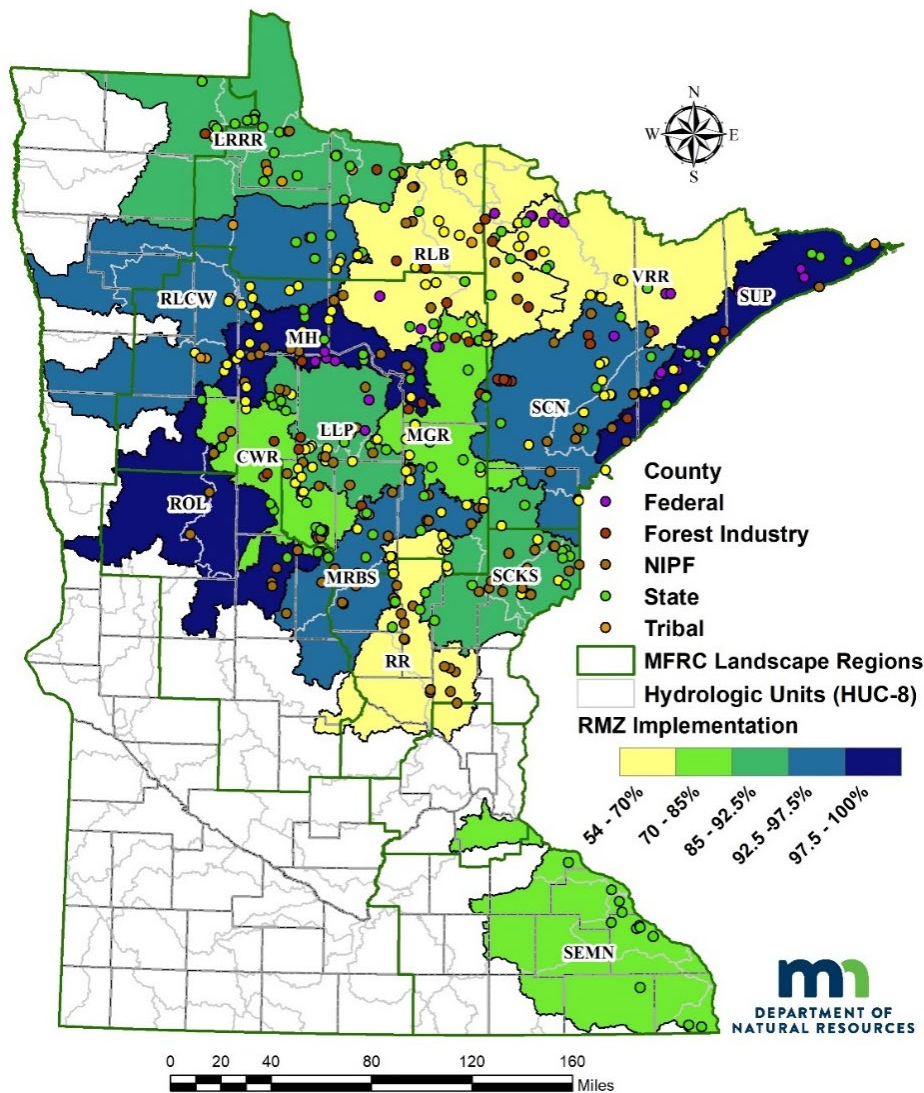 N
W E
S
LRRR
RLB
VRR
RLCW
SUP
MH
SCN
LLP
MGR
CWR
ROL
MRBS
SCKS
RR
SEMN
County
Federal
Forest Industry
NIPF
State
Tribal
MFRC Landscape Regions
Hydrologic Units (HUC-8)
RMZ Implementation
54 - 70%
70 - 85%
85 - 92.5%
92.5 -97.5%
97.5 - 100%
mn
DEPARTMENT OF
NATURAL RESOURCES
0 20 40 80 120 160
Miles